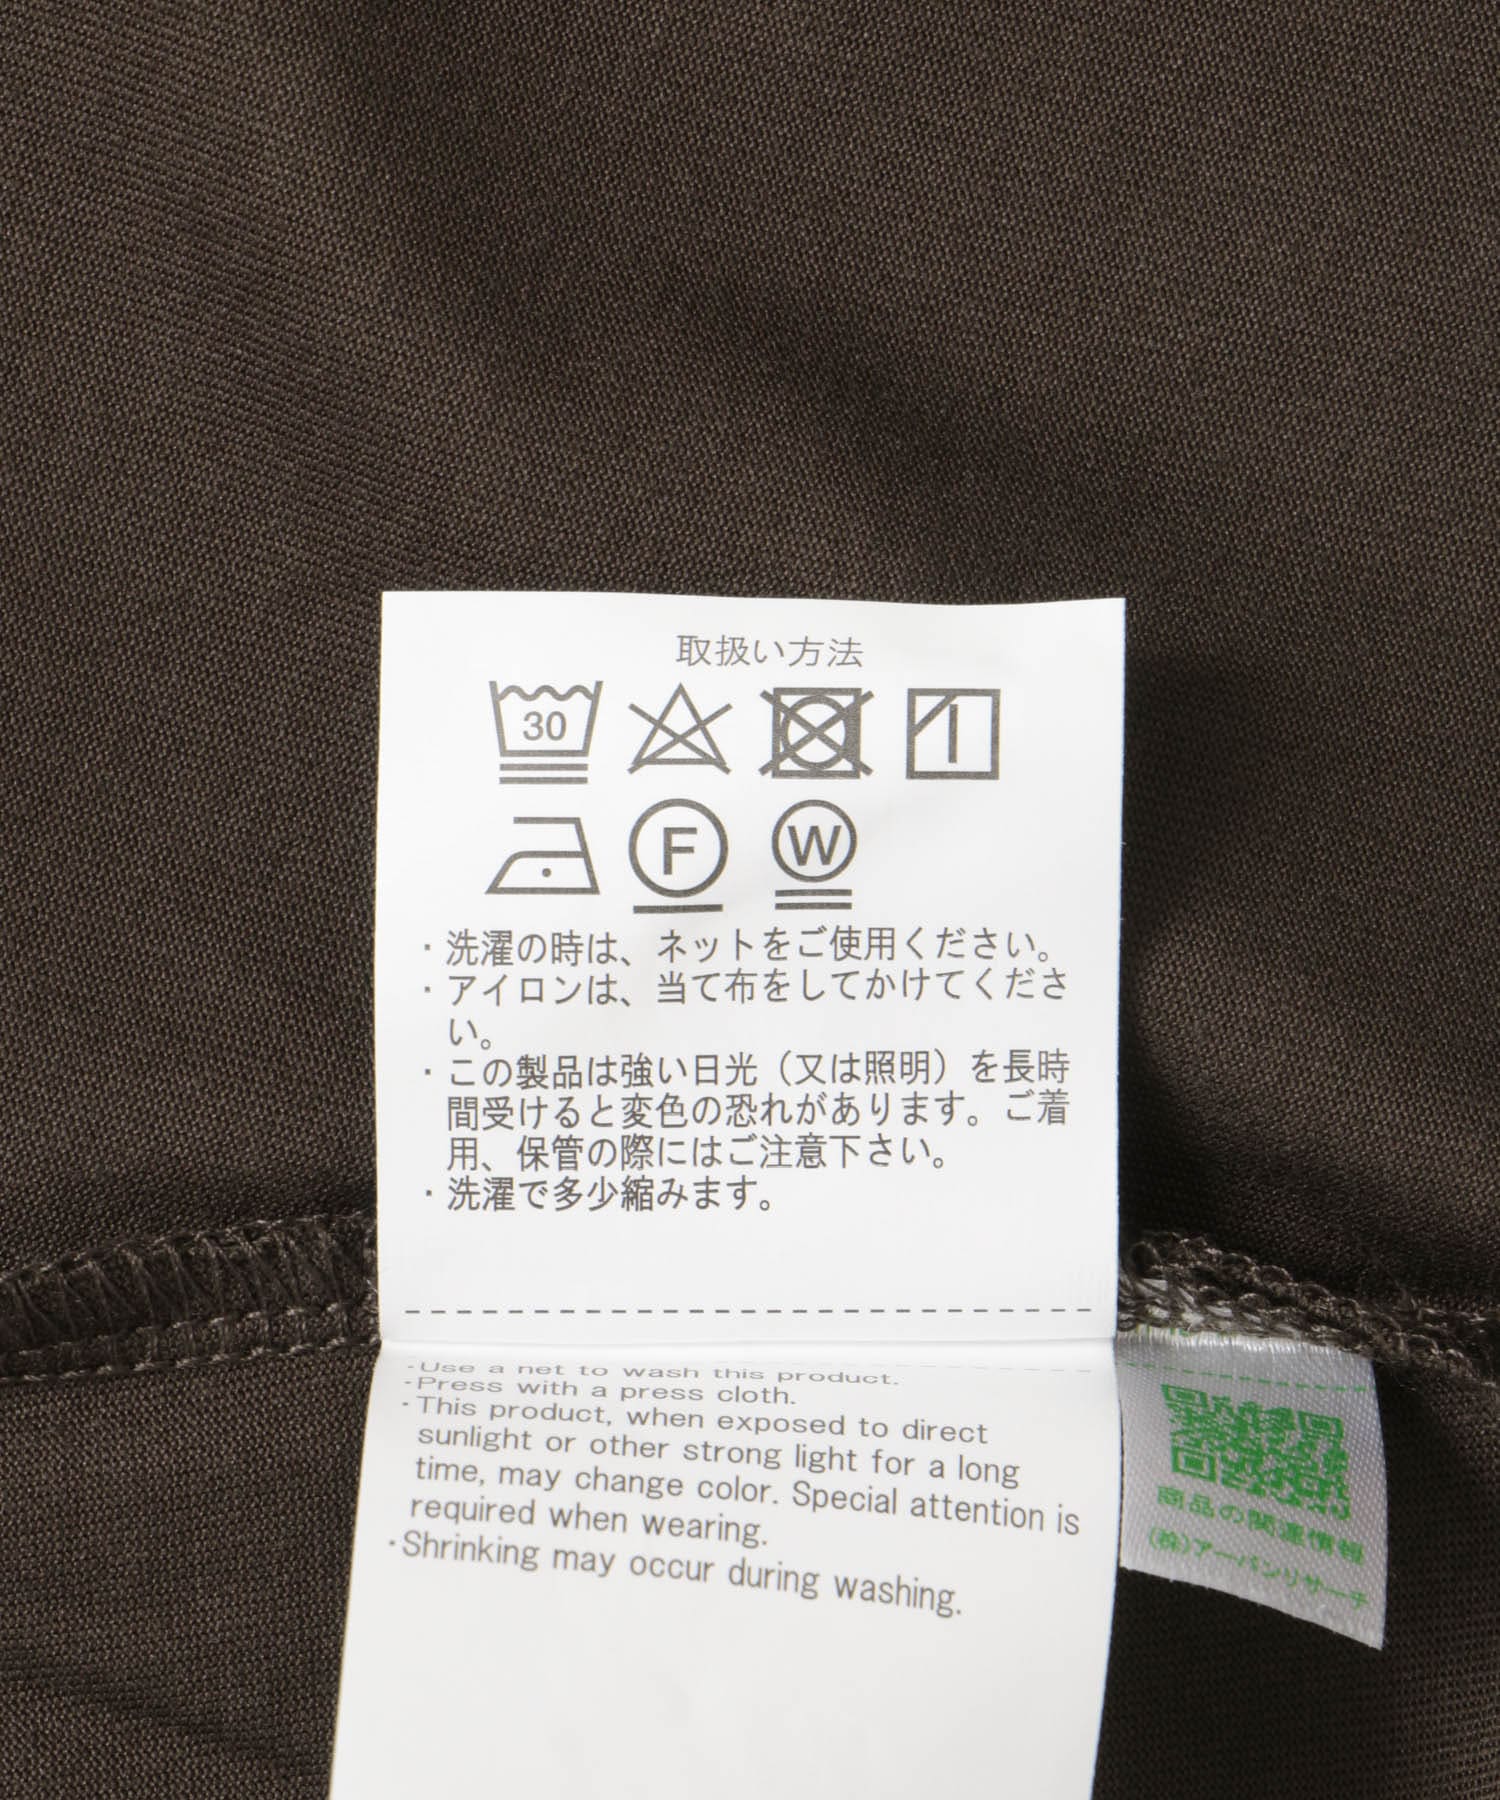 取扱い方法
30
F W
・洗濯の時は、ネットをご使用ください。
・アイロンは、当て布をしてかけてくださ
い。
・この製品は強い日光（又は照明）を長時
間受けると変色の恐れがあります。ご着
用、保管の際にはご注意下さい。
・洗濯で多少縮みます。
・Use a net to wash this product.
・Press with a press cloth.
・This product, when exposed to direct
sunlight or other strong light for a long
time, may change color. Special attention is
required when wearing.
・Shrinking may occur during washing.
商品の関連情報
(株)アーバンリサーチ